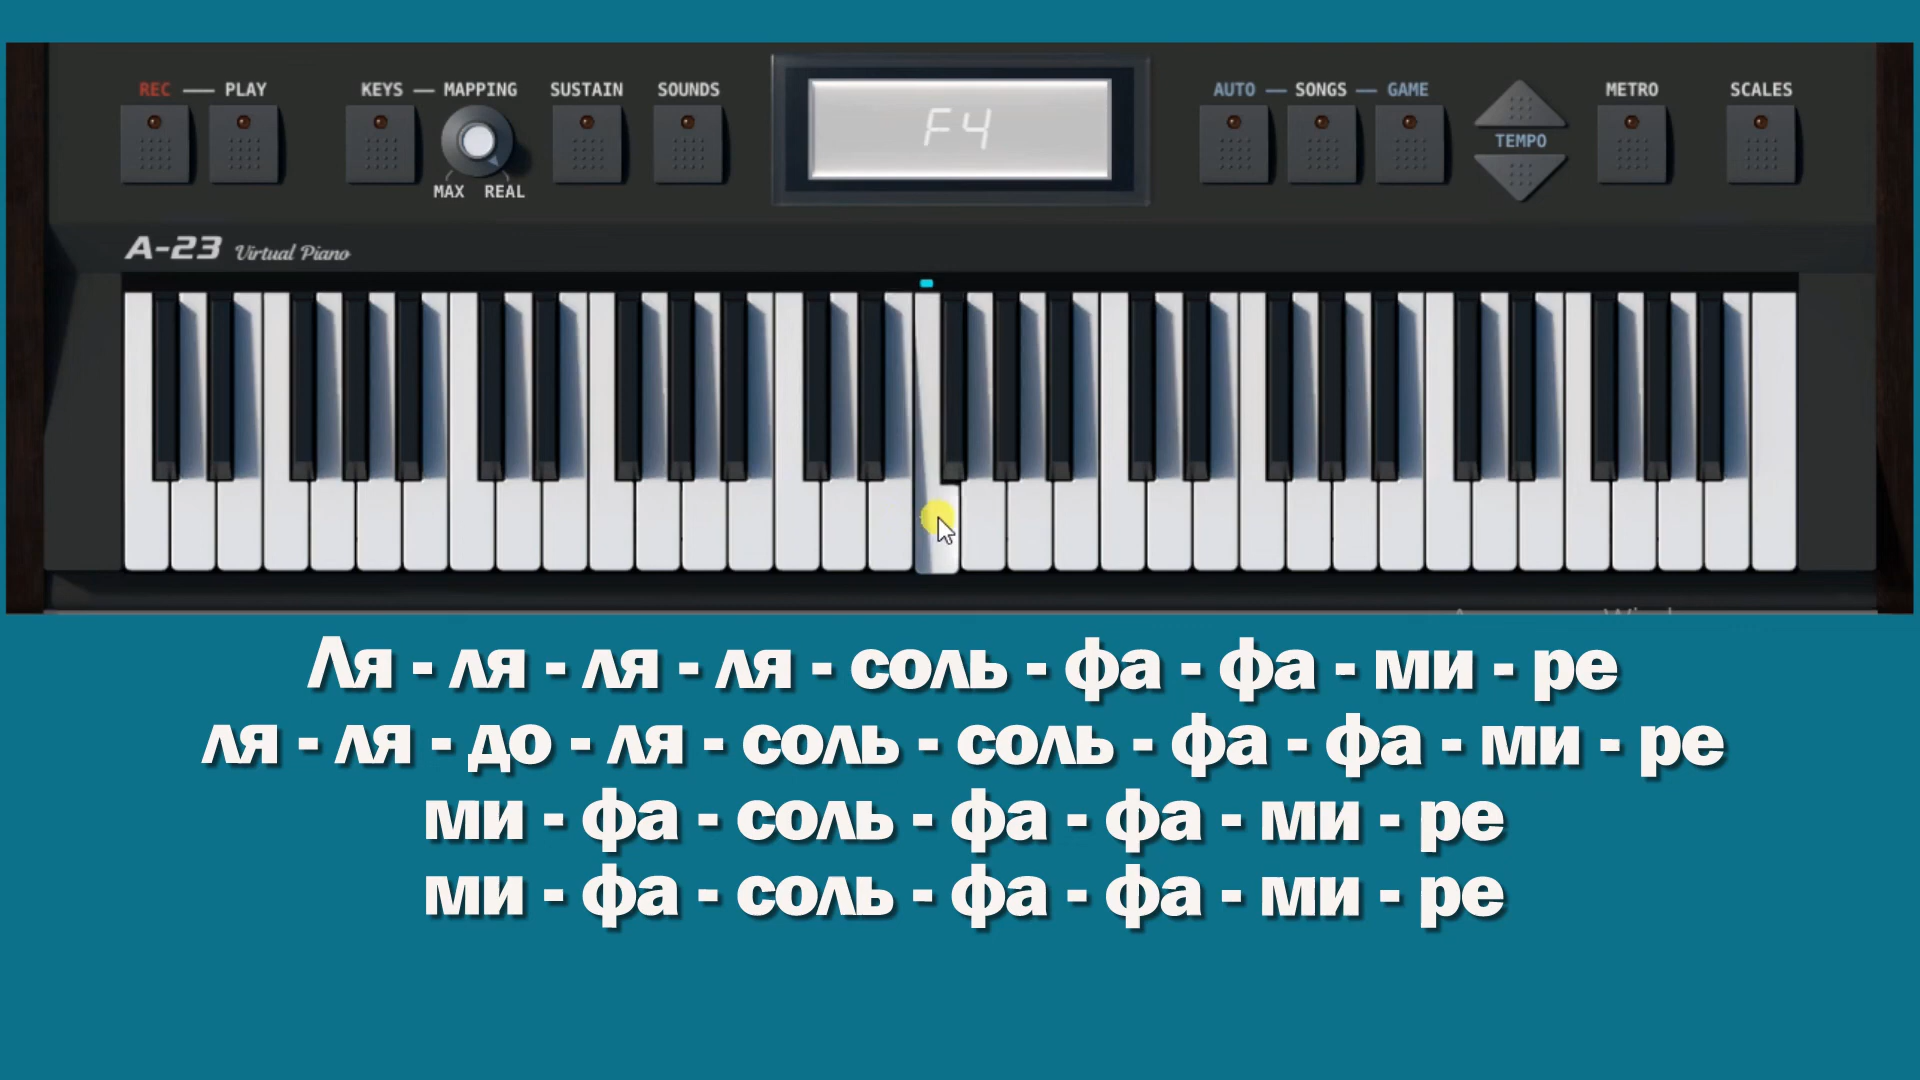 REC — PLAY KEYS — MAPPING SUSTAIN SOUNDS AUTO — SONGS — GAME METRO SCALES
F4
TEMPO
MAX REAL
A-23 Virtual Piano
Ля - ля - ля - ля - соль - фа - фа - ми - ре
ля - ля - до - ля - соль - соль - фа - фа - ми - ре
ми - фа - соль - фа - фа - ми - ре
ми - фа - соль - фа - фа - ми - ре